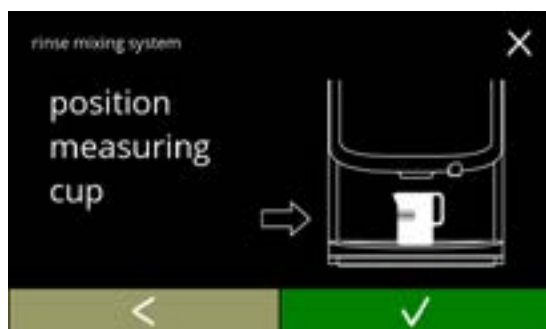 rinse mixing system
position
measuring
cup